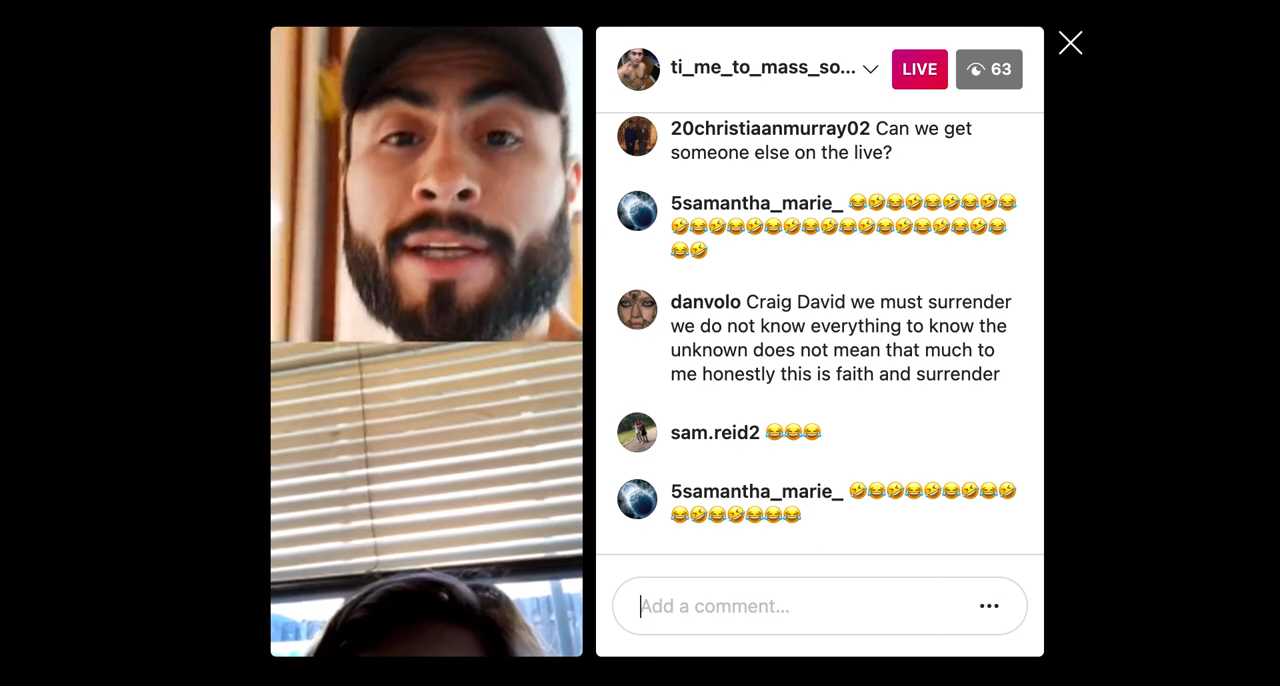 ti_me_to_mass_so... LIVE 63
20christiaanmurray02 Can we get
someone else on the live?
5samantha_marie_ 😂🤣😂🤣😂🤣😂🤣😂
🤣😂🤣😂🤣😂🤣😂🤣😂🤣😂🤣😂🤣😂🤣😂
😂🤣
danvolo Craig David we must surrender
we do not know everything to know the
unknown does not mean that much to
me honestly this is faith and surrender
sam.reid2 😂😂😂
5samantha_marie_ 🤣😂🤣😂🤣😂🤣😂🤣
😂🤣😂🤣😂😂😂
Add a comment...